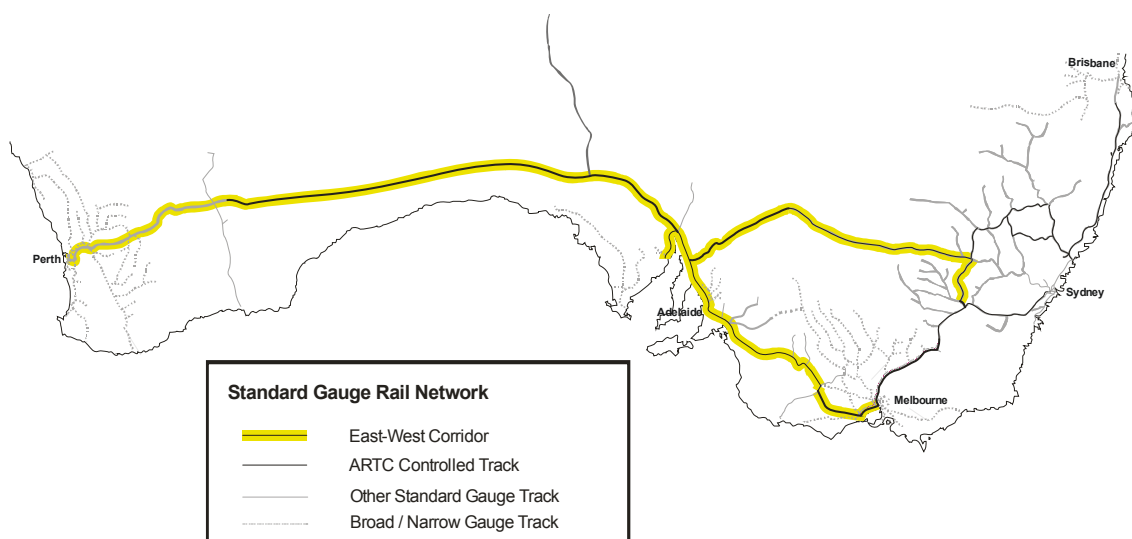 Brisbane
Perth
Sydney
Adelaide
Melbourne
Standard Gauge Rail Network
East-West Corridor
ARTC Controlled Track
Other Standard Gauge Track
Broad / Narrow Gauge Track